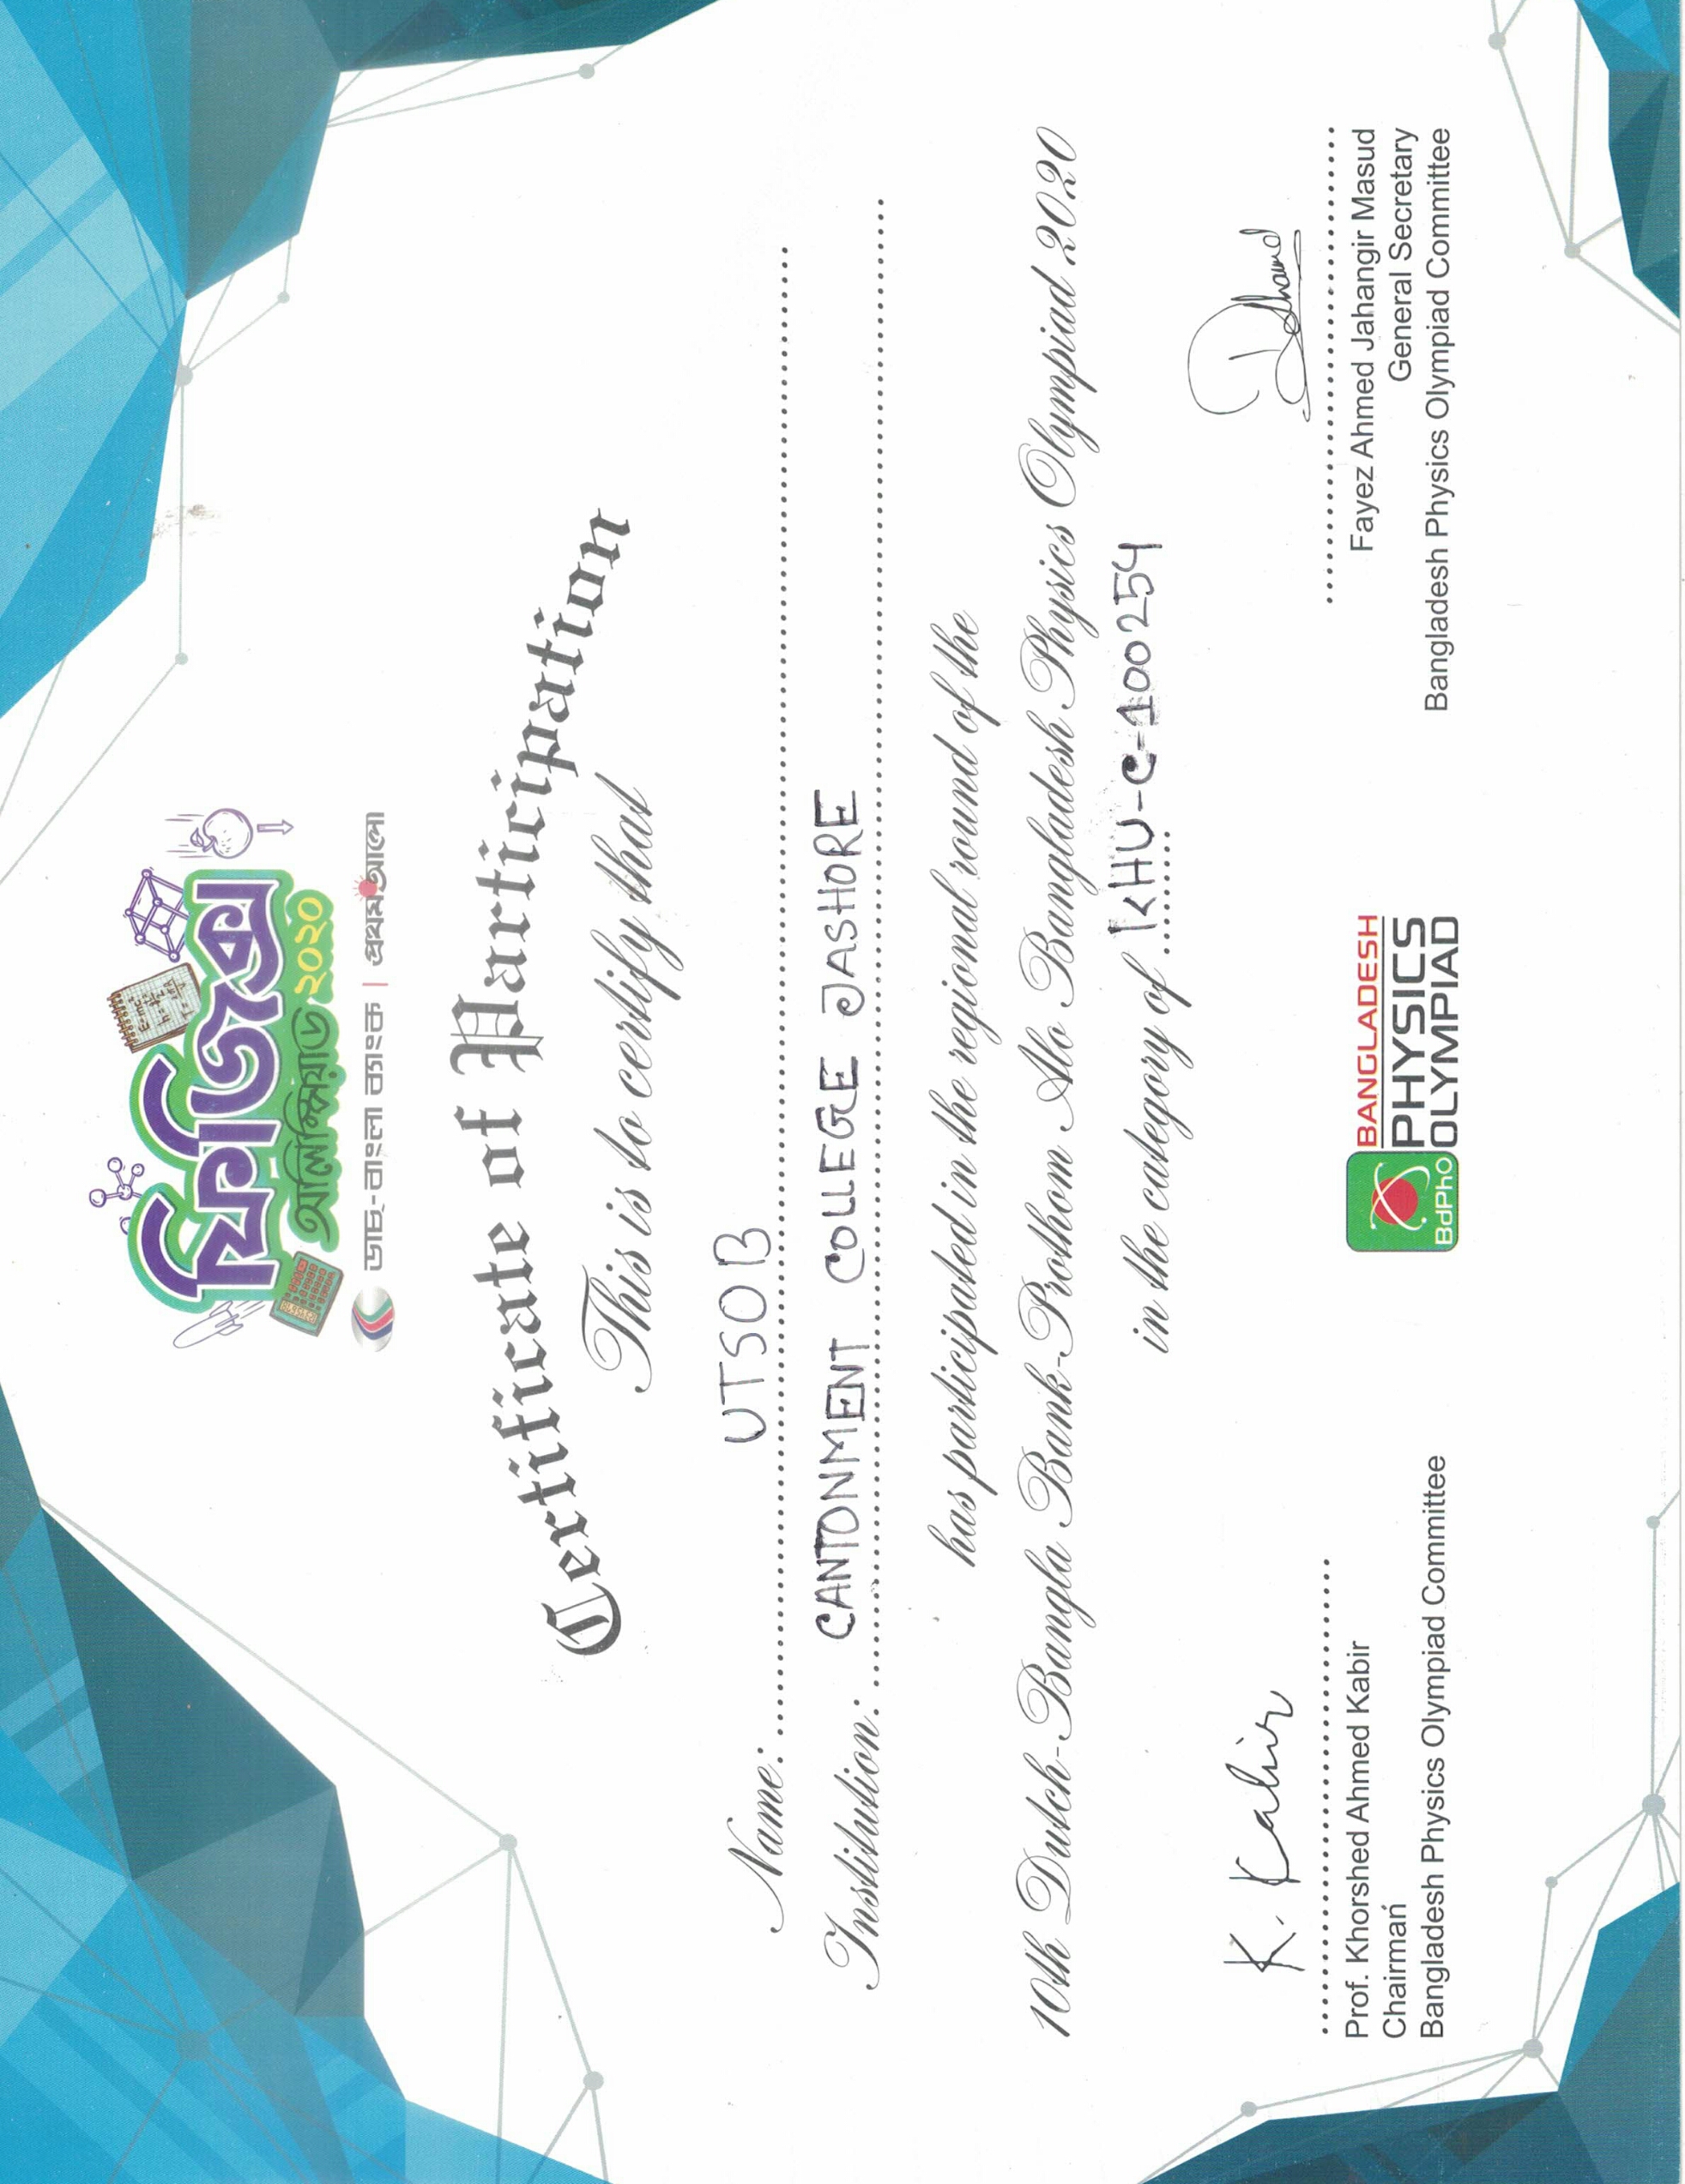 E=mc²
ফিজিক্স
অলিম্পিয়াড ২০২০
ডাচ্-বাংলা ব্যাংক | প্রথম আলো
Certificate of Participation
This is to certify that
Name: UTSOB
Institution: CANTONMENT COLLEGE JASHORE
has participated in the regional round of the
10th Dutch-Bangla Bank-Prothom Alo Bangladesh Physics Olympiad 2020
in the category of KHU-C-100254
K. Kabir
Prof. Khorshed Ahmed Kabir
Chairman
Bangladesh Physics Olympiad Committee
BdPhO
BANGLADESH
PHYSICS
OLYMPIAD
Fayez Ahmed Jahangir Masud
General Secretary
Bangladesh Physics Olympiad Committee